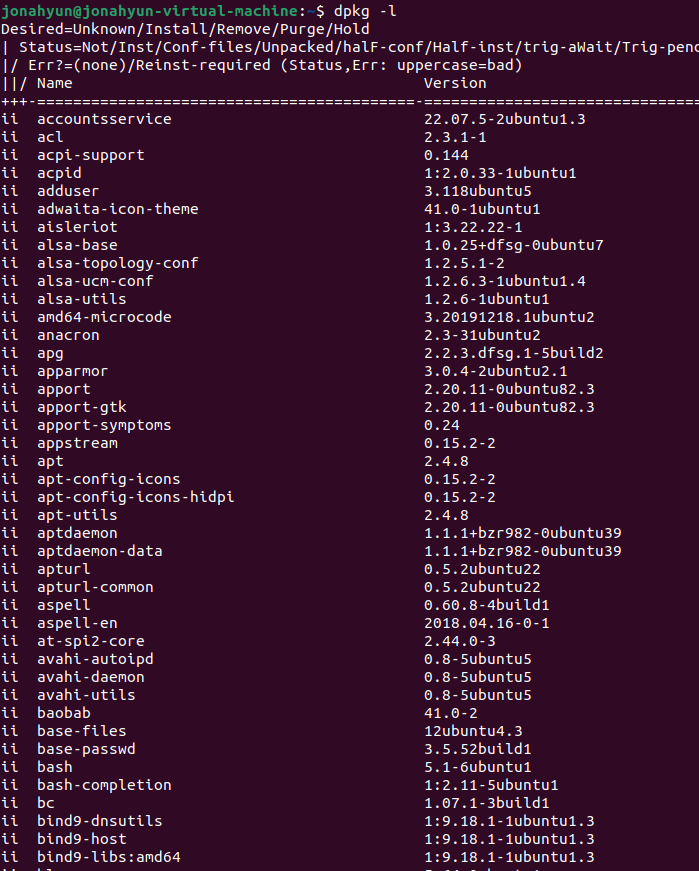 jonahyun@jonahyun-virtual-machine:~$ dpkg -l
Desired=Unknown/Install/Remove/Purge/Hold
| Status=Not/Inst/Conf-files/Unpacked/halF-conf/Half-inst/trig-aWait/Trig-pend
|/ Err?=(none)/Reinst-required (Status,Err: uppercase=bad)
||/ Name Version
+++-==========================================-==============================
ii accountsservice 22.07.5-2ubuntu1.3
ii acl 2.3.1-1
ii acpi-support 0.144
ii acpid 1:2.0.33-1ubuntu1
ii adduser 3.118ubuntu5
ii adwaita-icon-theme 41.0-1ubuntu1
ii aisleriot 1:3.22.22-1
ii alsa-base 1.0.25+dfsg-0ubuntu7
ii alsa-topology-conf 1.2.5.1-2
ii alsa-ucm-conf 1.2.6.3-1ubuntu1.4
ii alsa-utils 1.2.6-1ubuntu1
ii amd64-microcode 3.20191218.1ubuntu2
ii anacron 2.3-31ubuntu2
ii apg 2.2.3.dfsg.1-5build2
ii apparmor 3.0.4-2ubuntu2.1
ii apport 2.20.11-0ubuntu82.3
ii apport-gtk 2.20.11-0ubuntu82.3
ii apport-symptoms 0.24
ii appstream 0.15.2-2
ii apt 2.4.8
ii apt-config-icons 0.15.2-2
ii apt-config-icons-hidpi 0.15.2-2
ii apt-utils 2.4.8
ii aptdaemon 1.1.1+bzr982-0ubuntu39
ii aptdaemon-data 1.1.1+bzr982-0ubuntu39
ii apturl 0.5.2ubuntu22
ii apturl-common 0.5.2ubuntu22
ii aspell 0.60.8-4build1
ii aspell-en 2018.04.16-0-1
ii at-spi2-core 2.44.0-3
ii avahi-autoipd 0.8-5ubuntu5
ii avahi-daemon 0.8-5ubuntu5
ii avahi-utils 0.8-5ubuntu5
ii baobab 41.0-2
ii base-files 12ubuntu4.3
ii base-passwd 3.5.52build1
ii bash 5.1-6ubuntu1
ii bash-completion 1:2.11-5ubuntu1
ii bc 1.07.1-3build1
ii bind9-dnsutils 1:9.18.1-1ubuntu1.3
ii bind9-host 1:9.18.1-1ubuntu1.3
ii bind9-libs:amd64 1:9.18.1-1ubuntu1.3